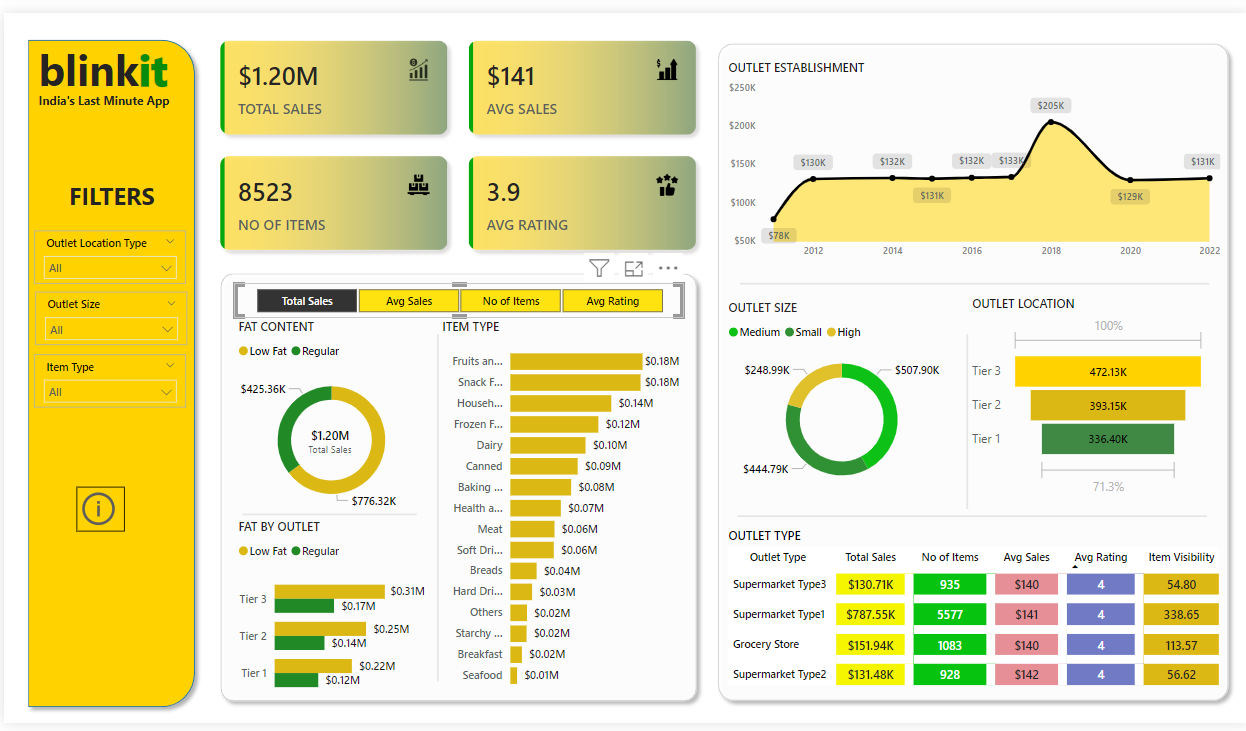 blinkit
India's Last Minute App
FILTERS
Outlet Location Type
All
Outlet Size
All
Item Type
All
$1.20M
TOTAL SALES
$141
AVG SALES
8523
NO OF ITEMS
3.9
AVG RATING
Total Sales Avg Sales No of Items Avg Rating
FAT CONTENT
Low Fat Regular
$425.36K
$1.20M
Total Sales
$776.32K
FAT BY OUTLET
Low Fat Regular
Tier 3 $0.31M
$0.17M
Tier 2 $0.25M
$0.14M
Tier 1 $0.22M
$0.12M
ITEM TYPE
Fruits an... $0.18M
Snack F... $0.18M
Househ... $0.14M
Frozen F... $0.12M
Dairy $0.10M
Canned $0.09M
Baking ... $0.08M
Health a... $0.07M
Meat $0.06M
Soft Dri... $0.06M
Breads $0.04M
Hard Dri... $0.03M
Others $0.02M
Starchy ... $0.02M
Breakfast $0.02M
Seafood $0.01M
OUTLET ESTABLISHMENT
$250K
$200K
$150K
$100K
$50K
$78K $130K $132K $131K $132K $133K $205K $129K $131K
2012 2014 2016 2018 2020 2022
OUTLET SIZE
Medium Small High
$248.99K $507.90K
$444.79K
OUTLET LOCATION
100%
Tier 3 472.13K
Tier 2 393.15K
Tier 1 336.40K
71.3%
OUTLET TYPE
Outlet Type Total Sales No of Items Avg Sales Avg Rating Item Visibility
Supermarket Type3 $130.71K 935 $140 4 54.80
Supermarket Type1 $787.55K 5577 $141 4 338.65
Grocery Store $151.94K 1083 $140 4 113.57
Supermarket Type2 $131.48K 928 $142 4 56.62